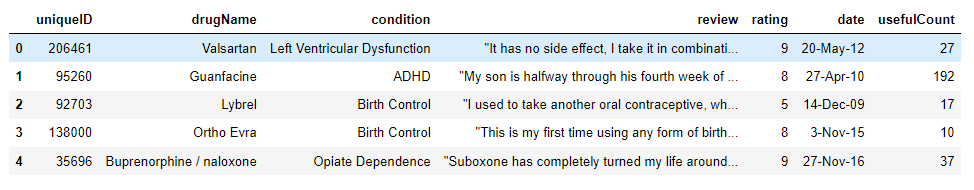 uniqueID drugName condition review rating date usefulCount
0 206461 Valsartan Left Ventricular Dysfunction "It has no side effect, I take it in combinati... 9 20-May-12 27
1 95260 Guanfacine ADHD "My son is halfway through his fourth week of ... 8 27-Apr-10 192
2 92703 Lybrel Birth Control "I used to take another oral contraceptive, wh... 5 14-Dec-09 17
3 138000 Ortho Evra Birth Control "This is my first time using any form of birth... 8 3-Nov-15 10
4 35696 Buprenorphine / naloxone Opiate Dependence "Suboxone has completely turned my life around... 9 27-Nov-16 37